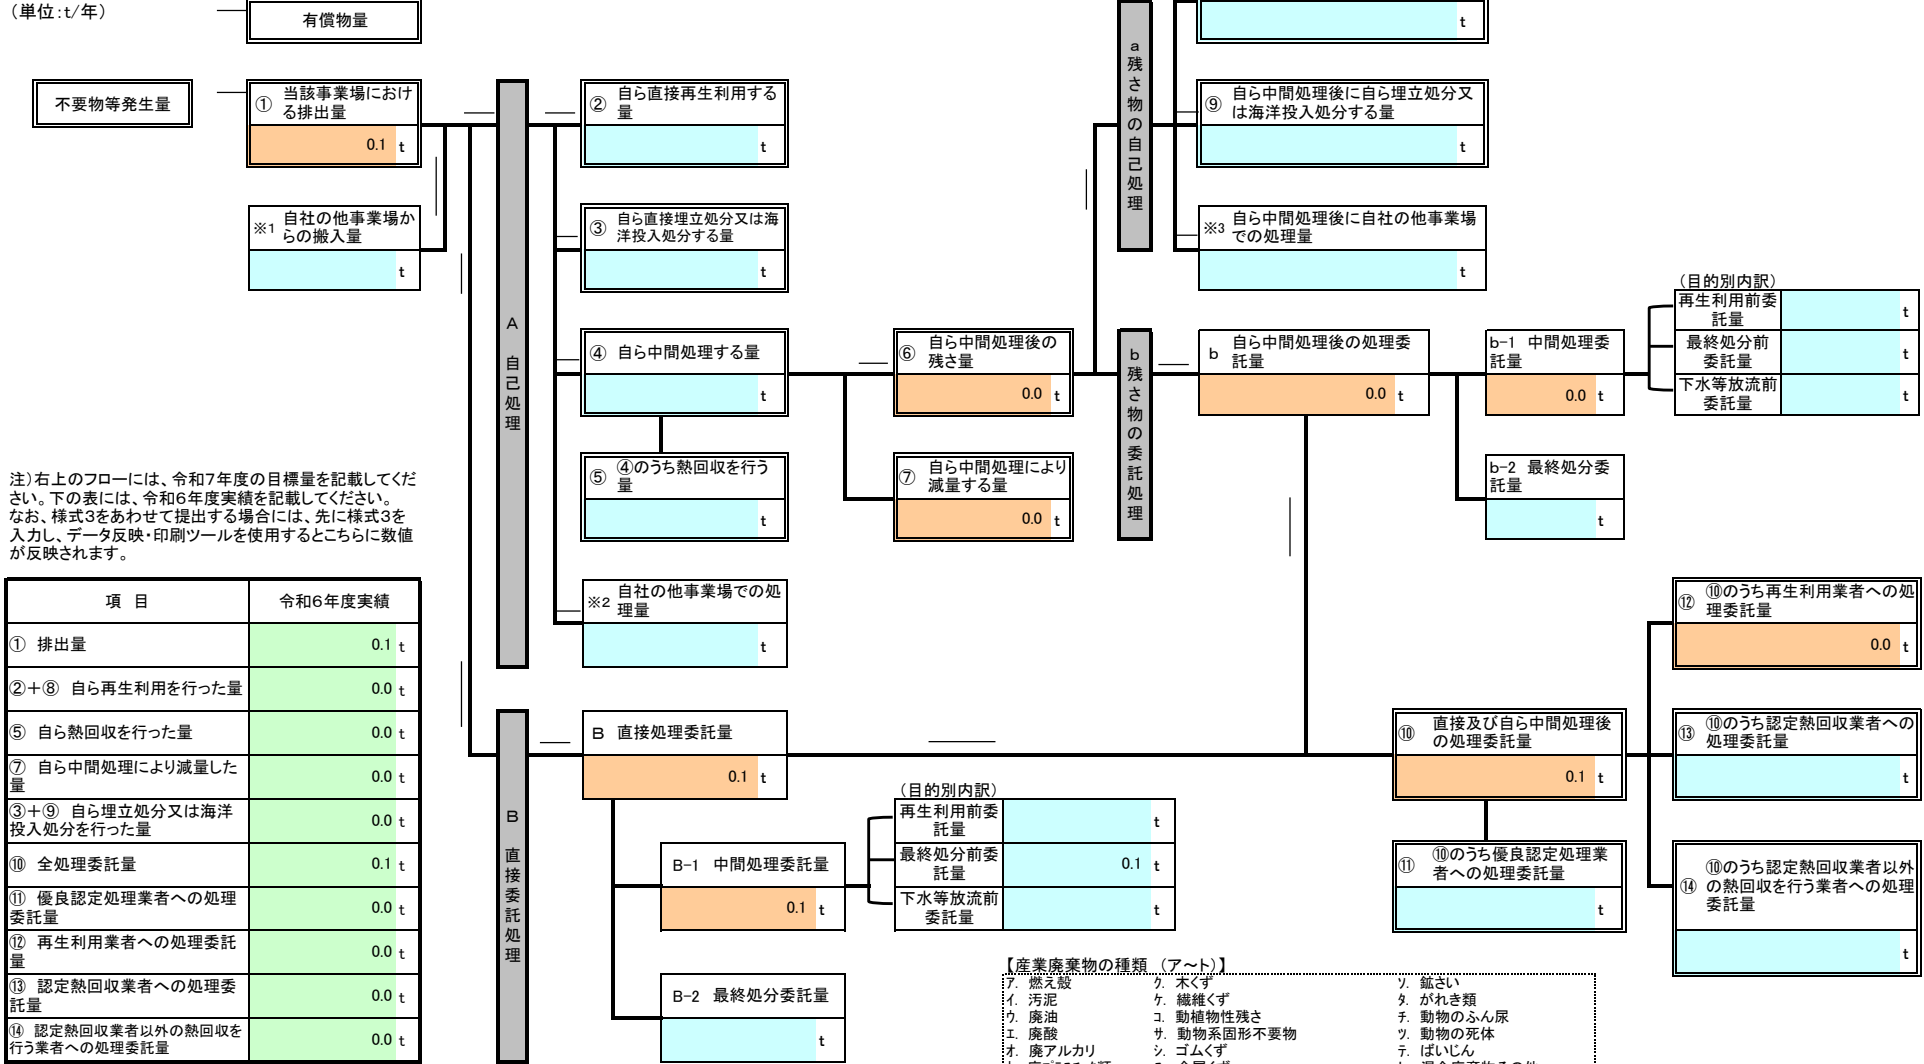 (単位:t/年)
有償物量
t
不要物等発生量
① 当該事業場におけ
る排出量
0.1 t
※1 自社の他事業場か
らの搬入量
t
A 自己処理
② 自ら直接再生利用する
量
t
③ 自ら直接埋立処分又は海
洋投入処分する量
t
④ 自ら中間処理する量
t
⑤ ④のうち熱回収を行う
量
t
※2 自社の他事業場での処
理量
t
⑥ 自ら中間処理後の
残さ量
0.0 t
⑦ 自ら中間処理により
減量する量
0.0 t
a残さ物の自己処理
⑨ 自ら中間処理後に自ら埋立処分又
は海洋投入処分する量
t
※3 自ら中間処理後に自社の他事業場
での処理量
t
b残さ物の委託処理
b 自ら中間処理後の処理委
託量
0.0 t
b-1 中間処理委
託量
0.0 t
(目的別内訳)
再生利用前委
託量
t
最終処分前
委託量
t
下水等放流前
委託量
t
b-2 最終処分委
託量
t
注)右上のフローには、令和7年度の目標量を記載してくだ
さい。下の表には、令和6年度実績を記載してください。
なお、様式3をあわせて提出する場合には、先に様式3を
入力し、データ反映・印刷ツールを使用するとこちらに数値
が反映されます。
項 目 令和6年度実績
① 排出量 0.1 t
②+⑧ 自ら再生利用を行った量 0.0 t
⑤ 自ら熱回収を行った量 0.0 t
⑦ 自ら中間処理により減量した
量 0.0 t
③+⑨ 自ら埋立処分又は海洋
投入処分を行った量 0.0 t
⑩ 全処理委託量 0.1 t
⑪ 優良認定処理業者への処理
委託量 0.0 t
⑫ 再生利用業者への処理委託
量 0.0 t
⑬ 認定熱回収業者への処理委
託量 0.0 t
⑭ 認定熱回収業者以外の熱回収を
行う業者への処理委託量 0.0 t
B 直接委託処理
B 直接処理委託量
0.1 t
B-1 中間処理委託量
0.1 t
(目的別内訳)
再生利用前委
託量
t
最終処分前委
託量
0.1 t
下水等放流前
委託量
t
B-2 最終処分委託量
t
⑩ 直接及び自ら中間処理後
の処理委託量
0.1 t
⑪ ⑩のうち優良認定処理業
者への処理委託量
t
⑫ ⑩のうち再生利用業者への処
理委託量
0.0 t
⑬ ⑩のうち認定熱回収業者への
処理委託量
t
⑭ ⑩のうち認定熱回収業者以外
の熱回収を行う業者への処理
委託量
t
【産業廃棄物の種類 (ア～ト)】
ア. 燃え殻 ク. 木くず ソ. 鉱さい
イ. 汚泥 ケ. 繊維くず タ. がれき類
ウ. 廃油 コ. 動植物性残さ チ. 動物のふん尿
エ. 廃酸 サ. 動物系固形不要物 ツ. 動物の死体
オ. 廃アルカリ シ. ゴムくず テ. ばいじん